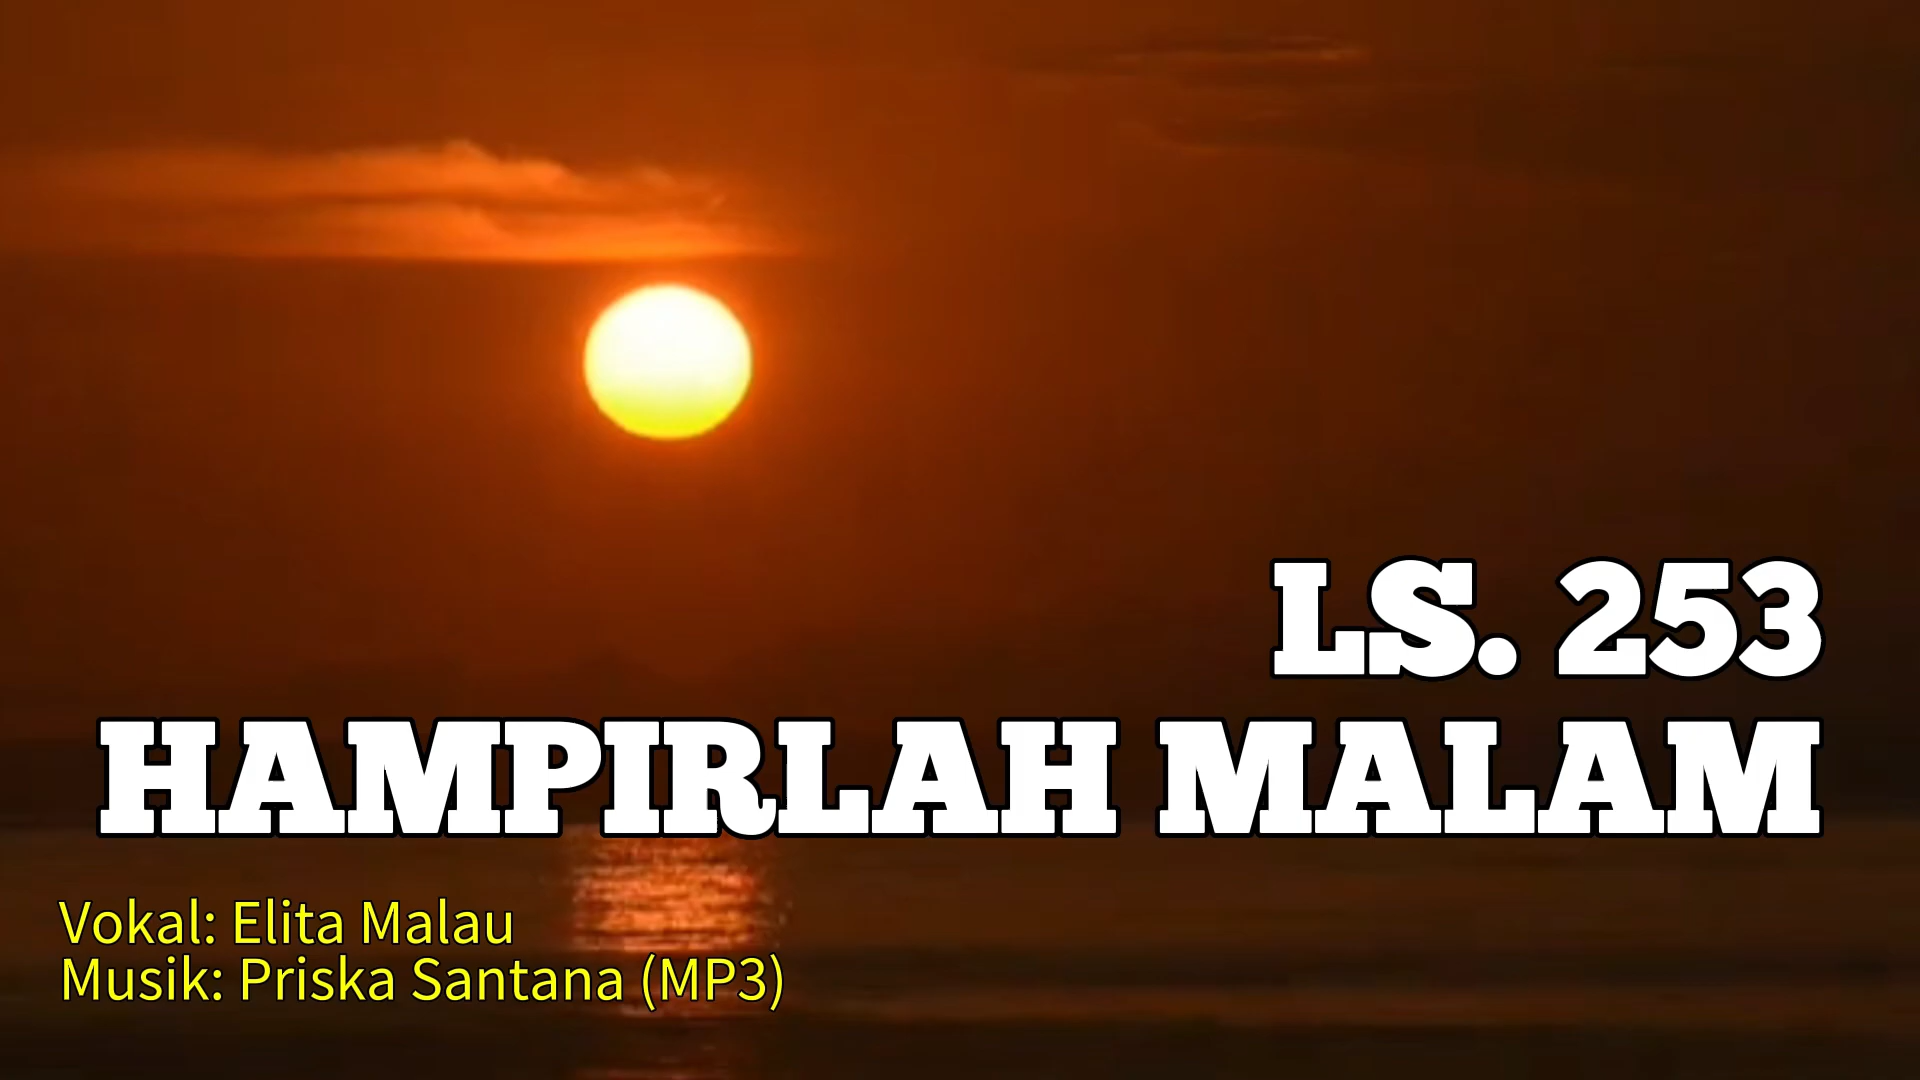 LS. 253
HAMPIRLAH MALAM
Vokal: Elita Malau
Musik: Priska Santana (MP3)